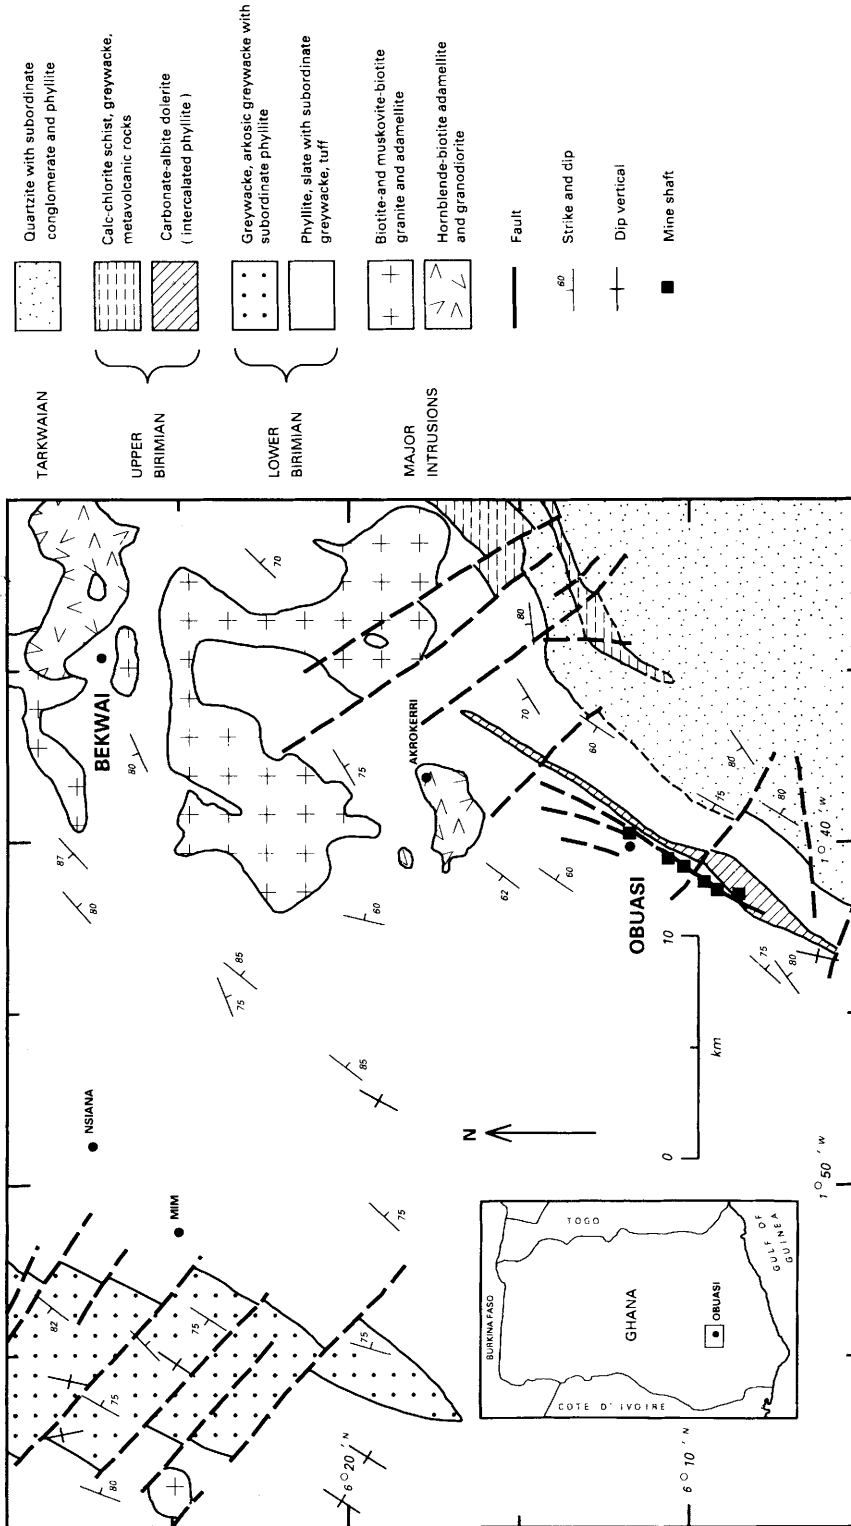 TARKWAIAN
Quartzite with subordinate
conglomerate and phyllite
UPPER
BIRIMIAN
Calc-chlorite schist, greywacke,
metavolcanic rocks
Carbonate-albite dolerite
( intercalated phyllite )
LOWER
BIRIMIAN
Greywacke, arkosic greywacke with
subordinate phyllite
Phyllite, slate with subordinate
greywacke, tuff
MAJOR
INTRUSIONS
Biotite-and muskovite-biotite
granite and adamellite
Hornblende-biotite adamellite
and granodiorite
Fault
60
Strike and dip
Dip vertical
Mine shaft
NSIANA
BEKWAI
MIM
AKROKERRI
OBUASI
82
75
75
80
75
75
85
75
85
60
80
87
80
70
75
62
60
70
80
60
75
80
80
75
80
6° 20 ' N
6° 10 ' N
1° 50 ' W
1° 40 ' W
N
0
km
10
BURKINA FASO
TOGO
GHANA
OBUASI
COTE D' IVOIRE
GULF OF
GUINEA